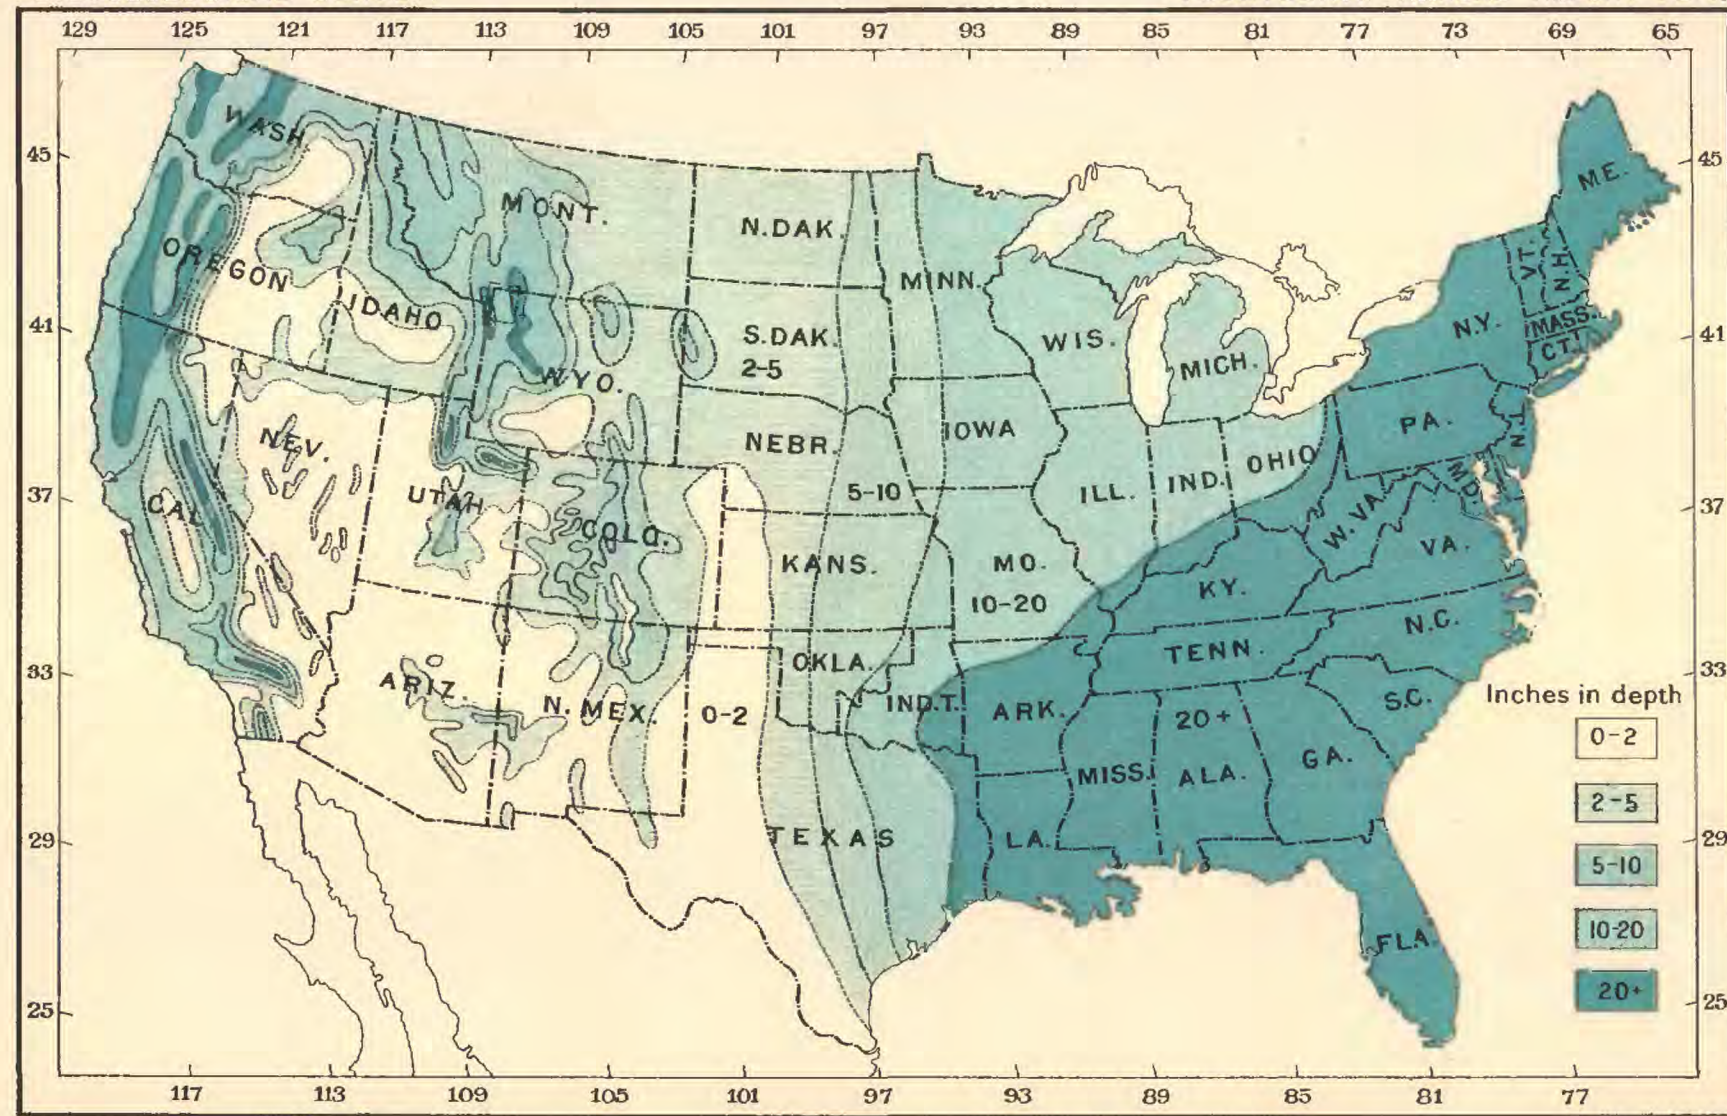 129 125 121 117 113 109 105 101 97 93 89 85 81 77 73 69 65
WASH.
ME.
45 45
MONT.
N.DAK.
VT.
N.H.
OREGON
MINN.
IDAHO
N.Y.
MASS.
41 S.DAK. WIS. 41
CT.
2-5
MICH.
WYO.
PA.
N.J.
NEV.
NEBR.
IOWA
OHIO
MD.
UTAH
5-10
ILL.
IND.
37 37
CAL.
COLO.
W. VA.
VA.
KANS.
MO.
KY.
10-20
N.C.
TENN.
OKLA.
33 33
ARIZ.
IND.T.
S.C.
Inches in depth
N. MEX.
0-2
ARK.
20+
0-2
GA.
MISS.
ALA.
2-5
29 TEXAS LA. 29
5-10
10-20
FLA.
20+
25 25
117 113 109 105 101 97 93 89 85 81 77